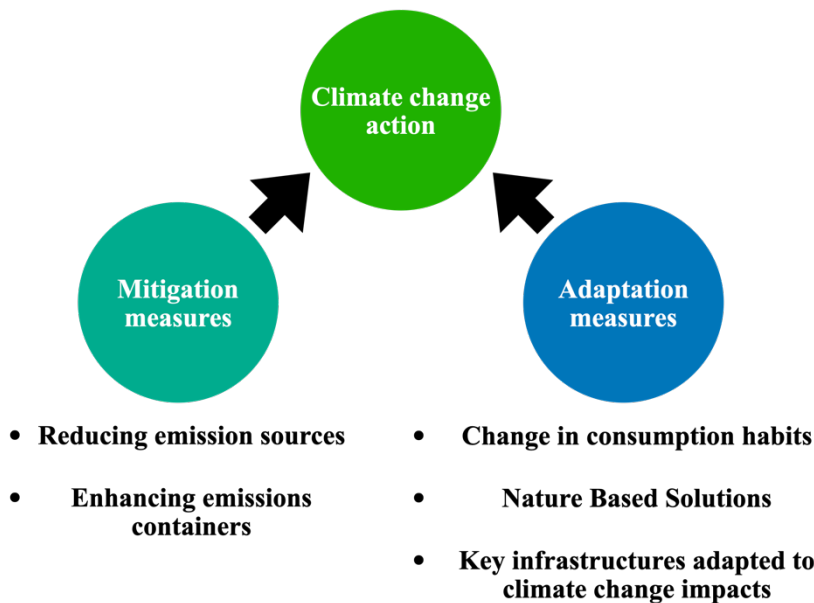 Climate change
action
Mitigation
measures
Adaptation
measures
• Reducing emission sources
• Enhancing emissions
containers
• Change in consumption habits
• Nature Based Solutions
• Key infrastructures adapted to
climate change impacts